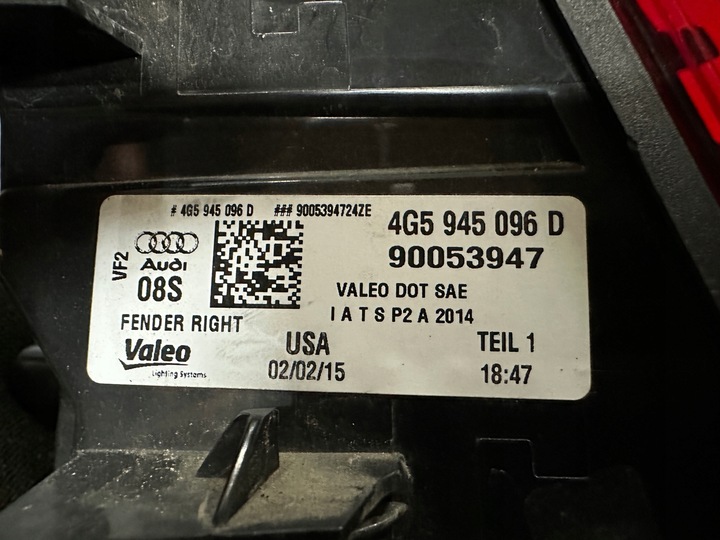 # 4G5 945 096 D ### 9005394724ZE
4G5 945 096 D
90053947
VF2
Audi
08S
VALEO DOT SAE
I A T S P2 A 2014
FENDER RIGHT
Valeo
Lighting Systems
USA
02/02/15
TEIL 1
18:47